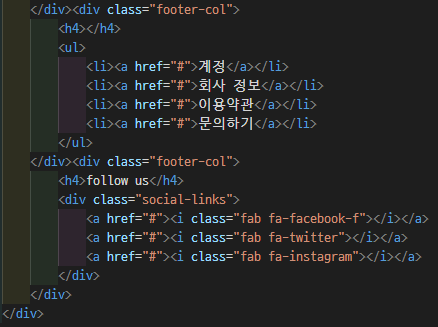 </div><div class="footer-col">
<h4></h4>
<ul>
<li><a href="#">계정</a></li>
<li><a href="#">회사 정보</a></li>
<li><a href="#">이용약관</a></li>
<li><a href="#">문의하기</a></li>
</ul>
</div><div class="footer-col">
<h4>follow us</h4>
<div class="social-links">
<a href="#"><i class="fab fa-facebook-f"></i></a>
<a href="#"><i class="fab fa-twitter"></i></a>
<a href="#"><i class="fab fa-instagram"></i></a>
</div>
</div>
</div>